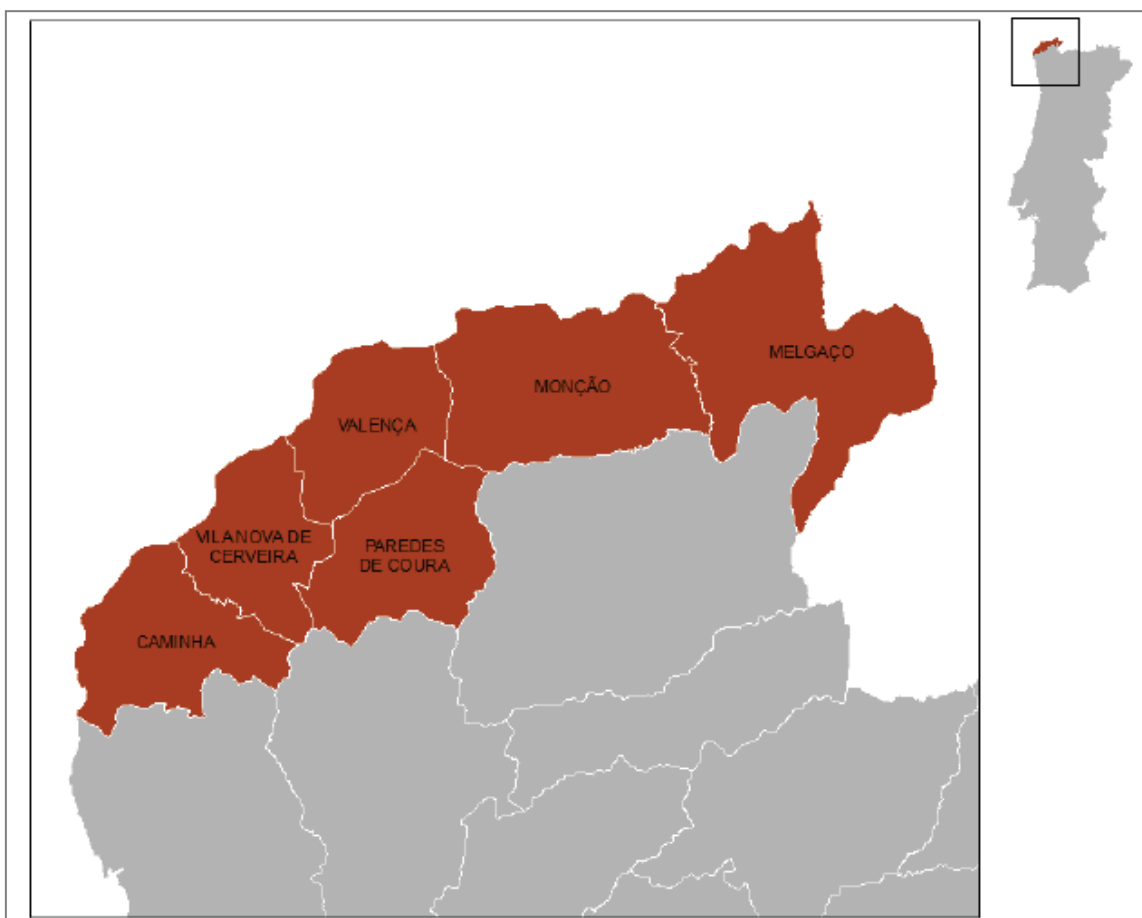 MELGAÇO
MONÇÃO
VALENÇA
VILA NOVA DE
CERVEIRA
PAREDES
DE COURA
CAMINHA